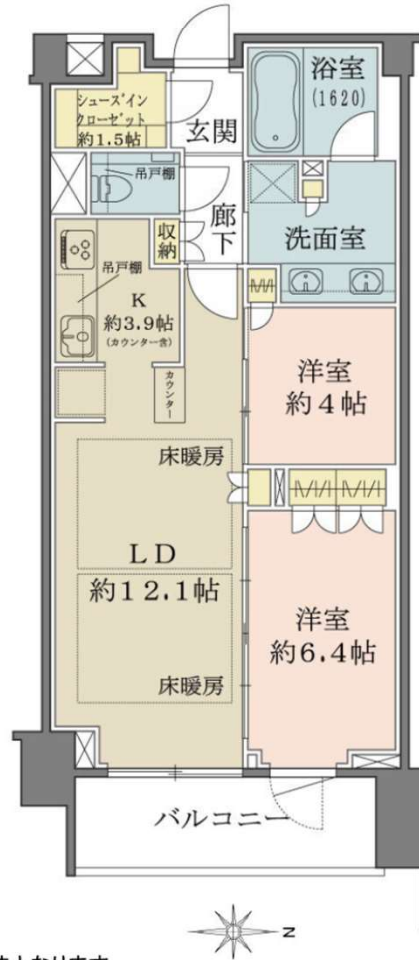 浴室
(1620)
シューズイン
クローゼット
約1.5帖
玄関
吊戸棚
廊下
収納
洗面室
吊戸棚
K
約3.9帖
(カウンター含)
カウンター
洋室
約4帖
床暖房
LD
約12.1帖
洋室
約6.4帖
床暖房
バルコニー
N